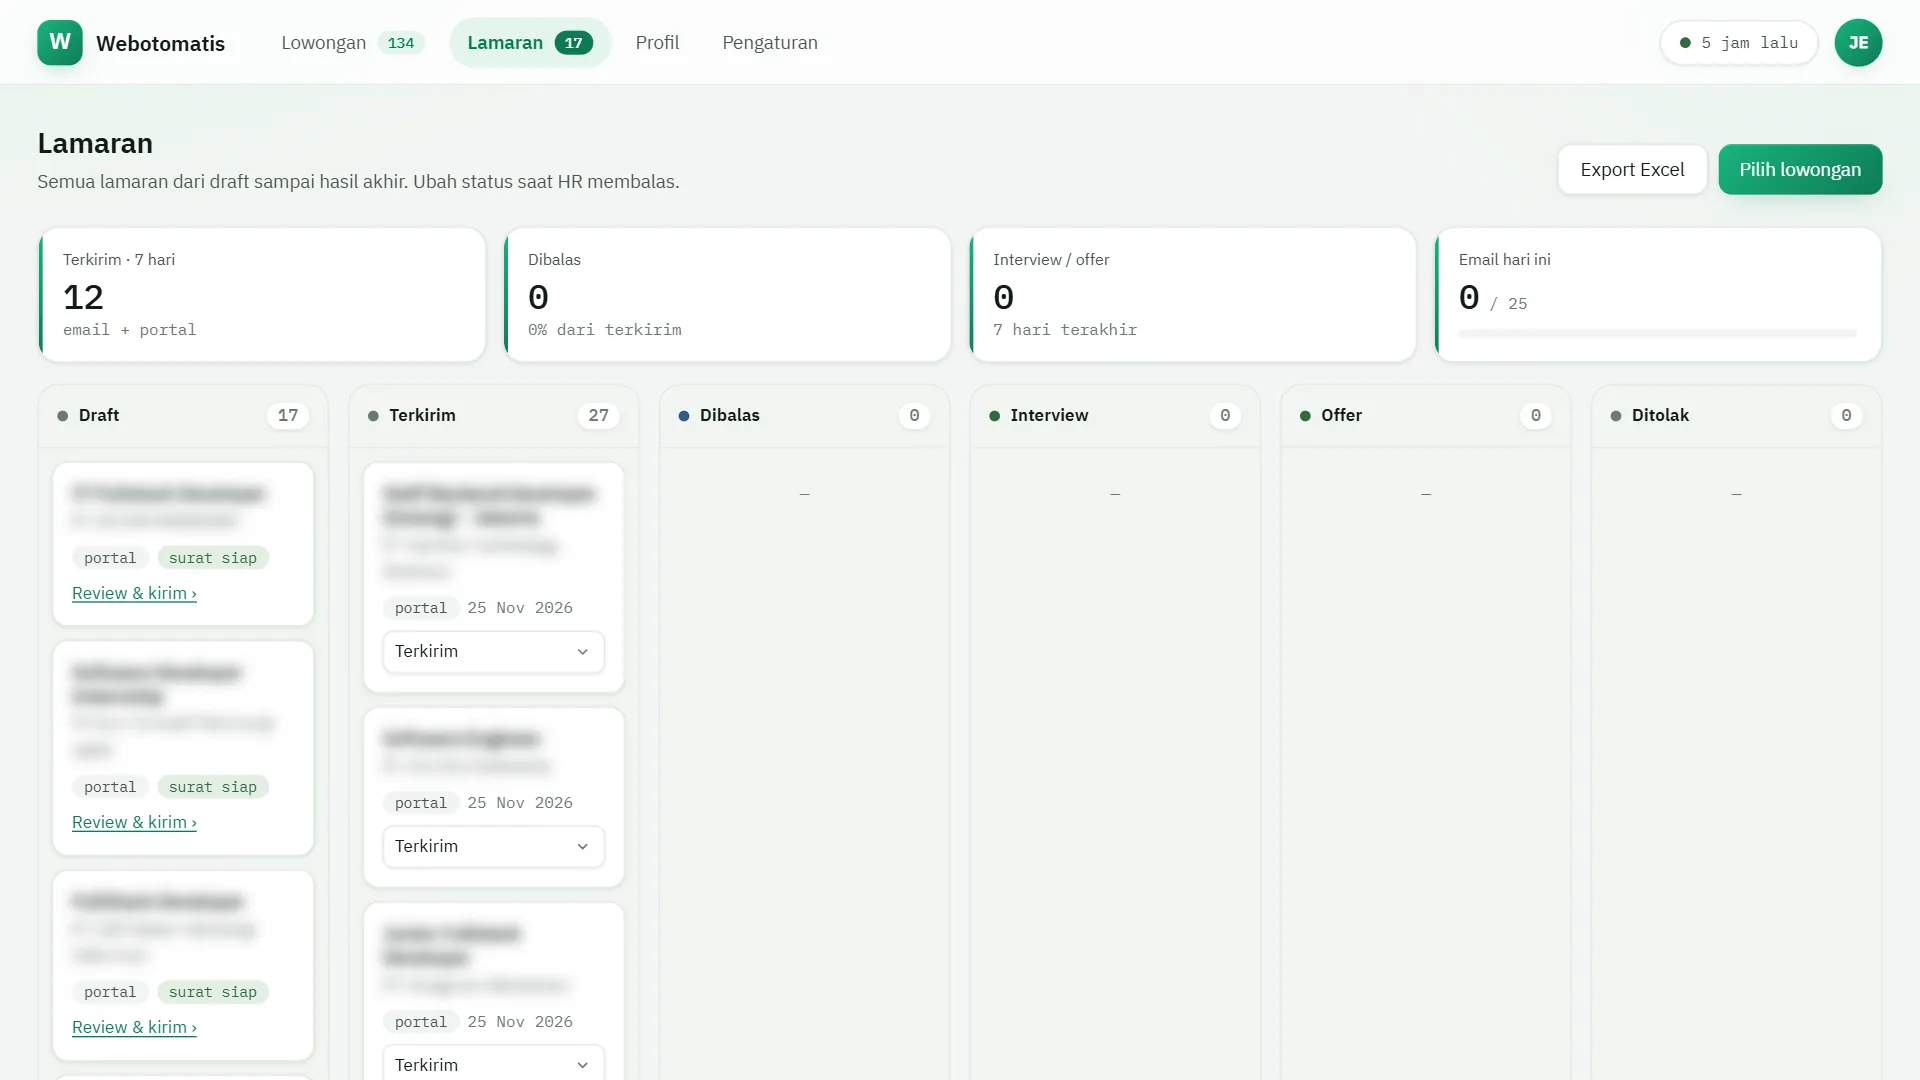 W Webotomatis Lowongan 134 Lamaran 17 Profil Pengaturan 5 jam lalu JE
Lamaran
Semua lamaran dari draft sampai hasil akhir. Ubah status saat HR membalas.
Export Excel Pilih lowongan
Terkirim · 7 hari
12
email + portal
Dibalas
0
0% dari terkirim
Interview / offer
0
7 hari terakhir
Email hari ini
0 / 25
Draft 17
portal surat siap
Review & kirim ›
portal surat siap
Review & kirim ›
portal surat siap
Review & kirim ›
Terkirim 27
portal 25 Nov 2026
Terkirim
portal 25 Nov 2026
Terkirim
portal 25 Nov 2026
Terkirim
Dibalas 0
–
Interview 0
–
Offer 0
–
Ditolak 0
–